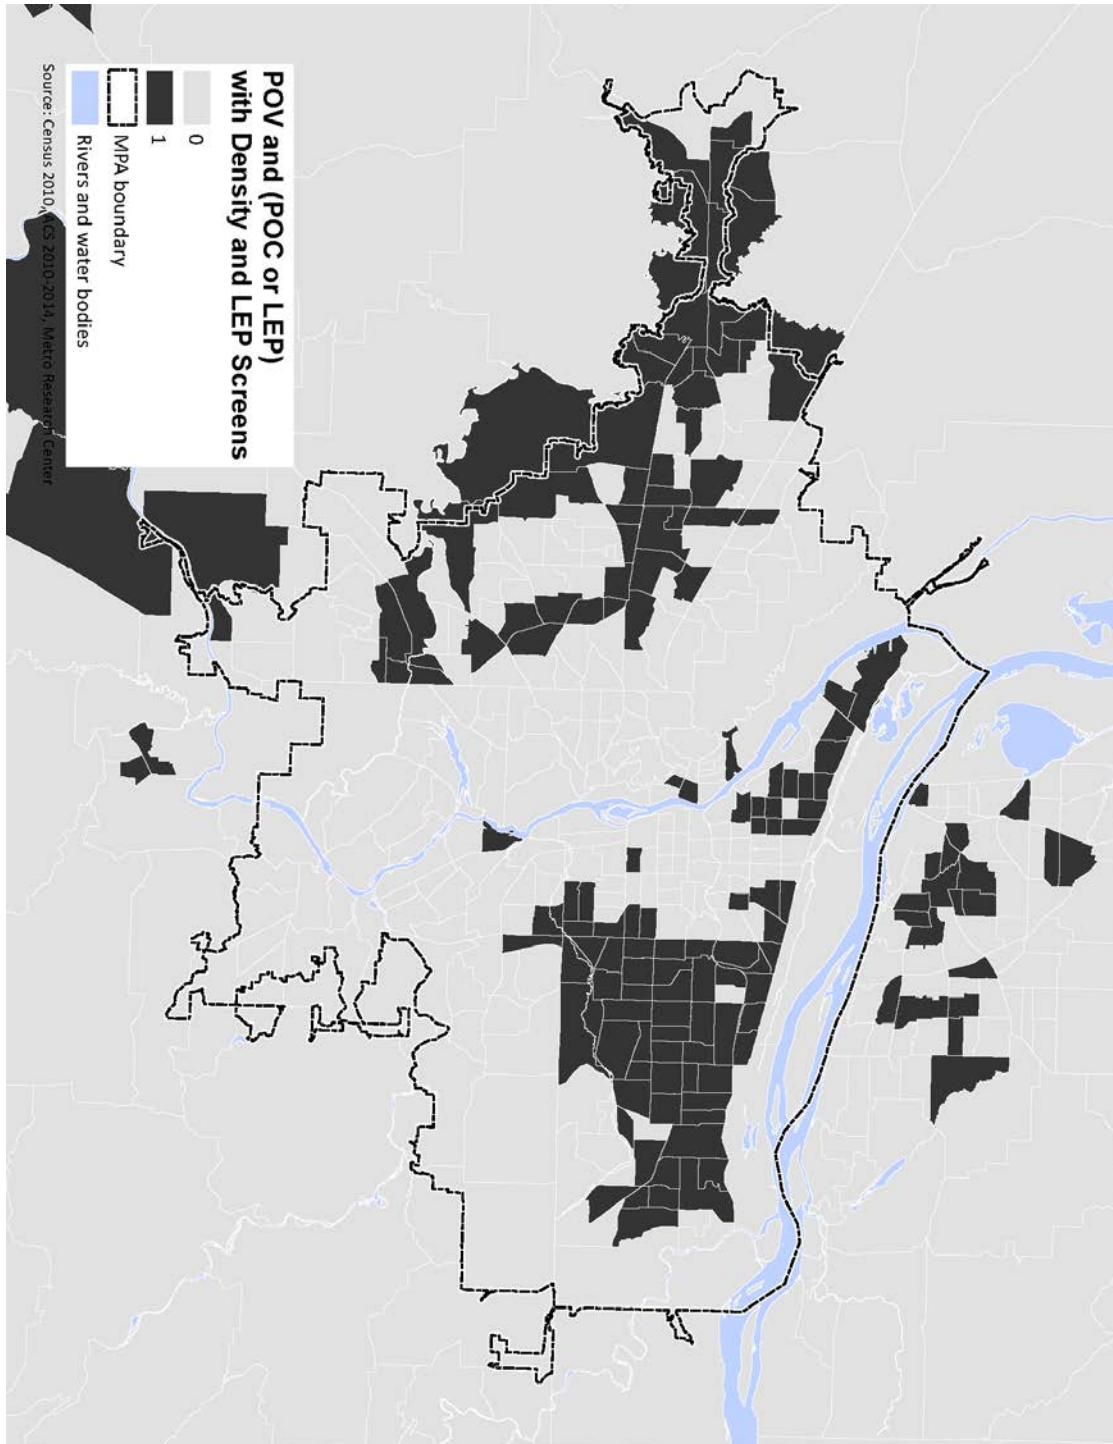 POV and (POC or LEP)
with Density and LEP Screens
0
1
MPA boundary
Rivers and water bodies
Source: Census 2010, ACS 2010-2014, Metro Research Center